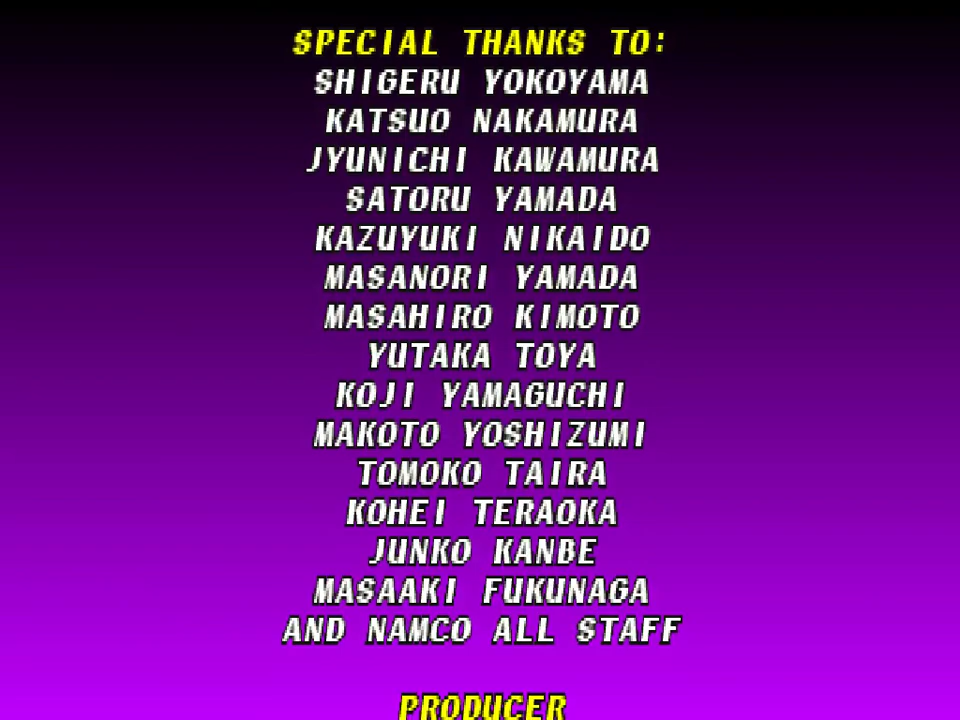 SPECIAL THANKS TO:
SHIGERU YOKOYAMA
KATSUO NAKAMURA
JYUNICHI KAWAMURA
SATORU YAMADA
KAZUYUKI NIKAIDO
MASANORI YAMADA
MASAHIRO KIMOTO
YUTAKA TOYA
KOJI YAMAGUCHI
MAKOTO YOSHIZUMI
TOMOKO TAIRA
KOHEI TERAOKA
JUNKO KANBE
MASAAKI FUKUNAGA
AND NAMCO ALL STAFF
PRODUCER